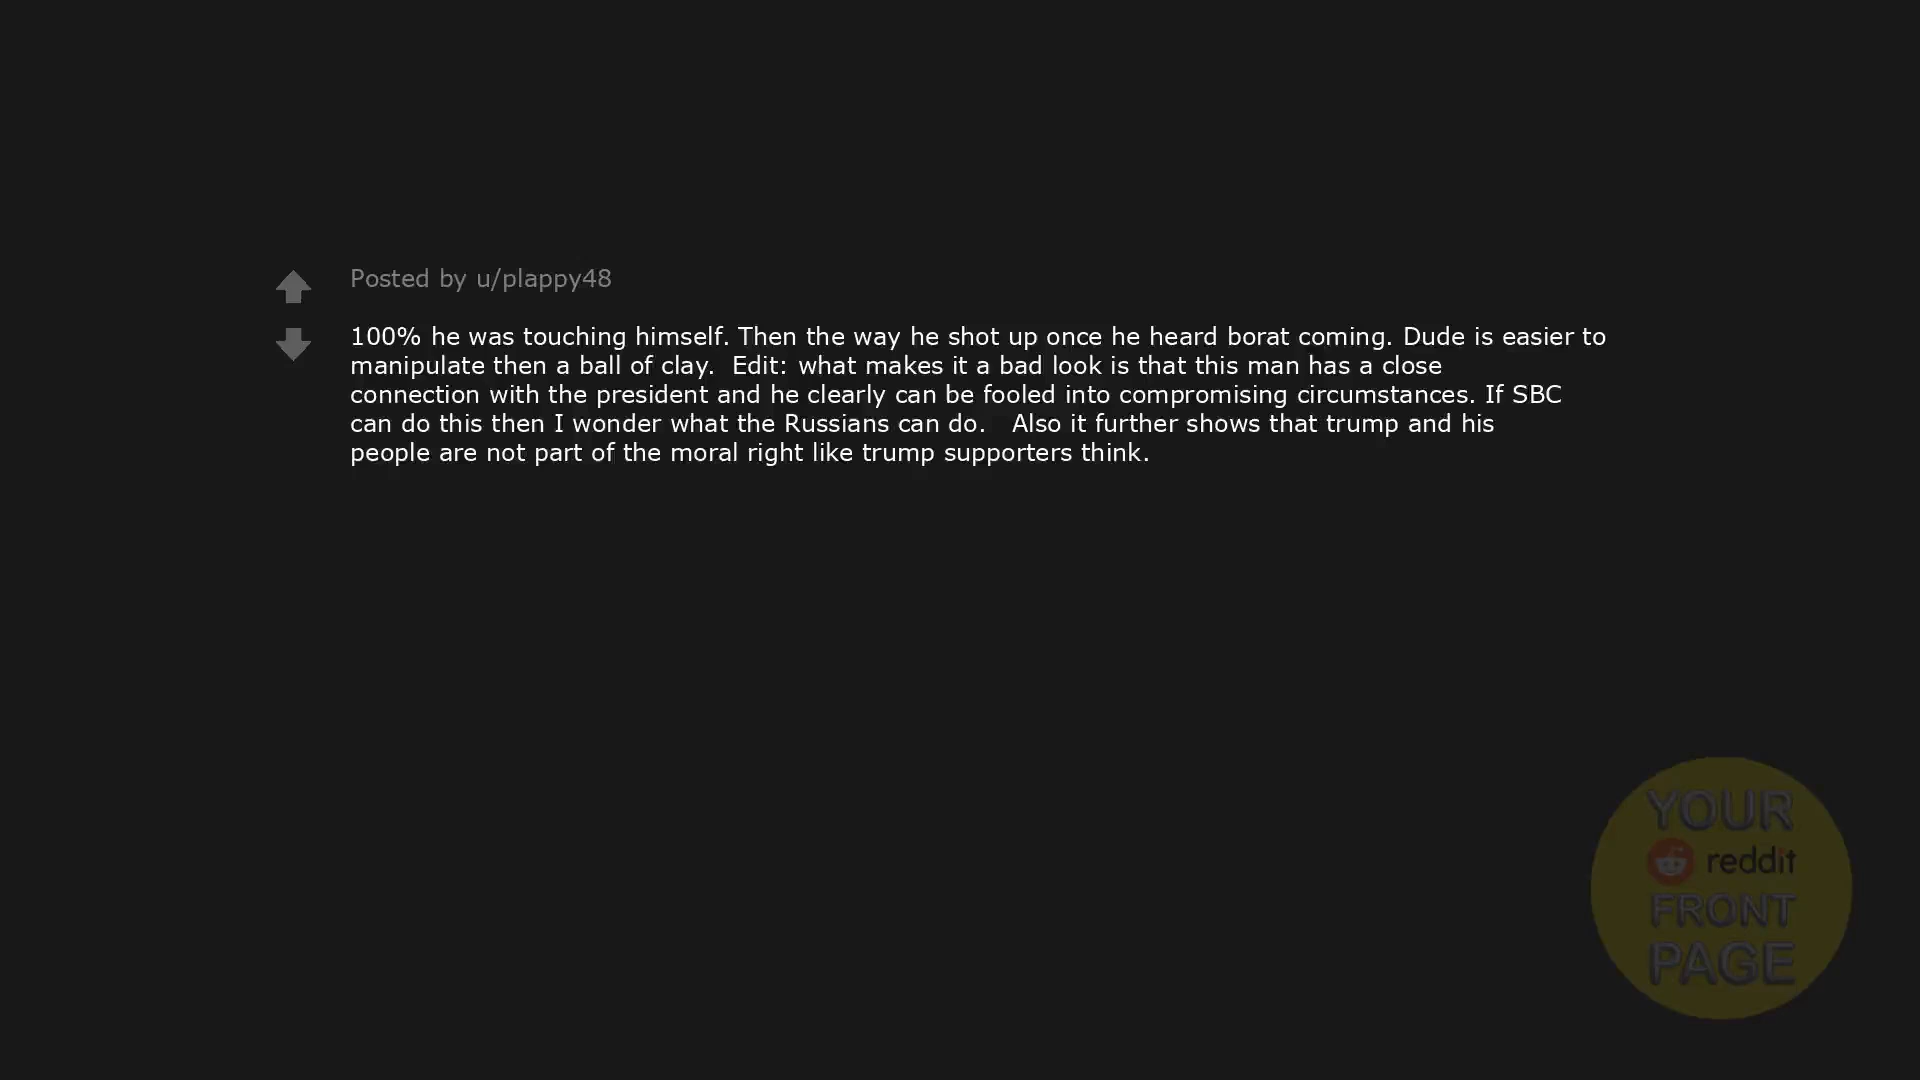 Posted by u/plappy48
100% he was touching himself. Then the way he shot up once he heard borat coming. Dude is easier to
manipulate then a ball of clay.  Edit: what makes it a bad look is that this man has a close
connection with the president and he clearly can be fooled into compromising circumstances. If SBC
can do this then I wonder what the Russians can do.   Also it further shows that trump and his
people are not part of the moral right like trump supporters think.
YOUR
reddit
FRONT
PAGE